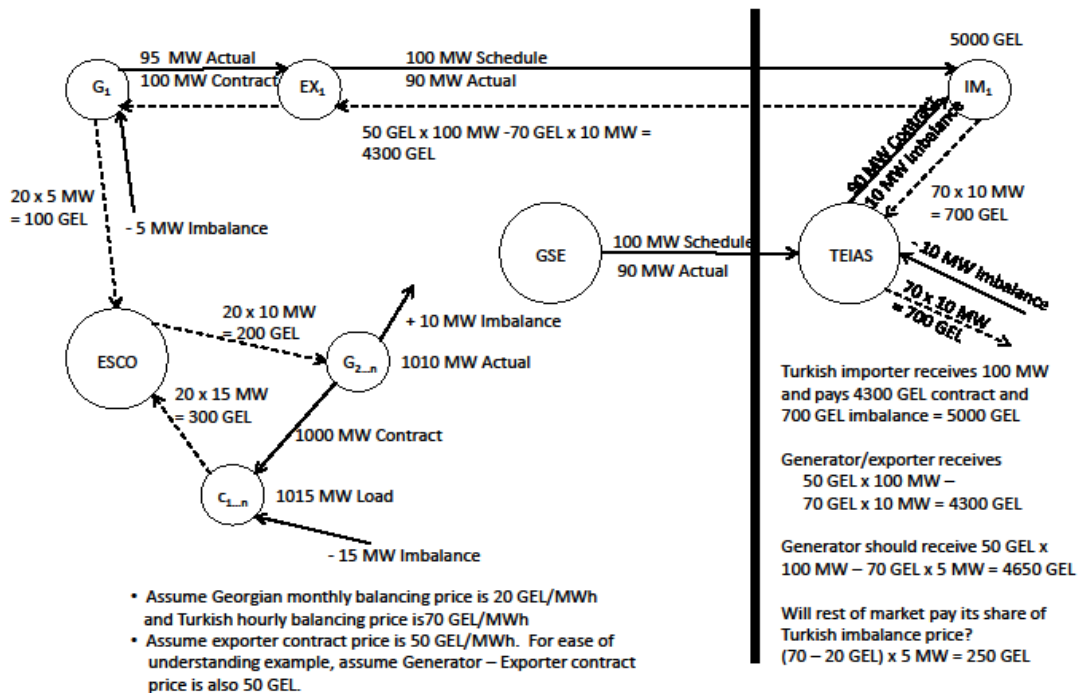 5000 GEL
95 MW Actual
100 MW Contract
100 MW Schedule
90 MW Actual
G1
EX1
IM1
50 GEL x 100 MW -70 GEL x 10 MW =
4300 GEL
90 MW Contract
10 MW Imbalance
20 x 5 MW
= 100 GEL
- 5 MW Imbalance
70 x 10 MW
= 700 GEL
GSE
100 MW Schedule
90 MW Actual
TEIAS
- 10 MW Imbalance
70 x 10 MW
= 700 GEL
20 x 10 MW
= 200 GEL
+ 10 MW Imbalance
ESCO
G2...n
1010 MW Actual
20 x 15 MW
= 300 GEL
1000 MW Contract
C1...n
1015 MW Load
- 15 MW Imbalance
Turkish importer receives 100 MW
and pays 4300 GEL contract and
700 GEL imbalance = 5000 GEL
Generator/exporter receives
50 GEL x 100 MW –
70 GEL x 10 MW = 4300 GEL
Generator should receive 50 GEL x
100 MW – 70 GEL x 5 MW = 4650 GEL
Will rest of market pay its share of
Turkish imbalance price?
(70 – 20 GEL) x 5 MW = 250 GEL
• Assume Georgian monthly balancing price is 20 GEL/MWh
and Turkish hourly balancing price is70 GEL/MWh
• Assume exporter contract price is 50 GEL/MWh. For ease of
understanding example, assume Generator – Exporter contract
price is also 50 GEL.